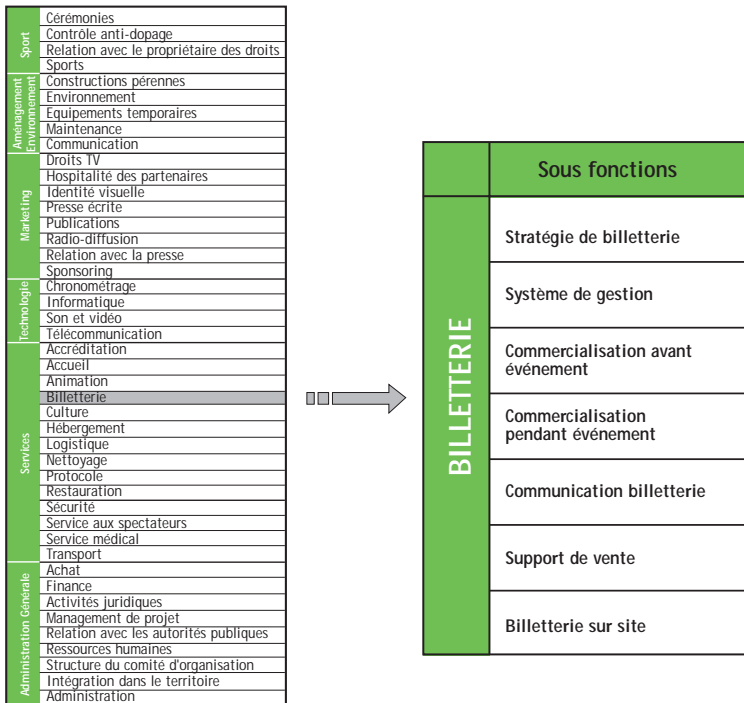 Sport
Cérémonies
Contrôle anti-dopage
Relation avec le propriétaire des droits
Sports
Aménagement
Environnement
Constructions pérennes
Environnement
Equipements temporaires
Maintenance
Communication
Marketing
Droits TV
Hospitalité des partenaires
Identité visuelle
Presse écrite
Publications
Radio-diffusion
Relation avec la presse
Sponsoring
Technologie
Chronométrage
Informatique
Son et vidéo
Télécommunication
Services
Accréditation
Accueil
Animation
Billetterie
Culture
Hébergement
Logistique
Nettoyage
Protocole
Restauration
Sécurité
Service aux spectateurs
Service médical
Transport
Administration Générale
Achat
Finance
Activités juridiques
Management de projet
Relation avec les autorités publiques
Ressources humaines
Structure du comité d'organisation
Intégration dans le territoire
Administration
Sous fonctions
BILLETTERIE
Stratégie de billetterie
Système de gestion
Commercialisation avant
événement
Commercialisation
pendant événement
Communication billetterie
Support de vente
Billetterie sur site